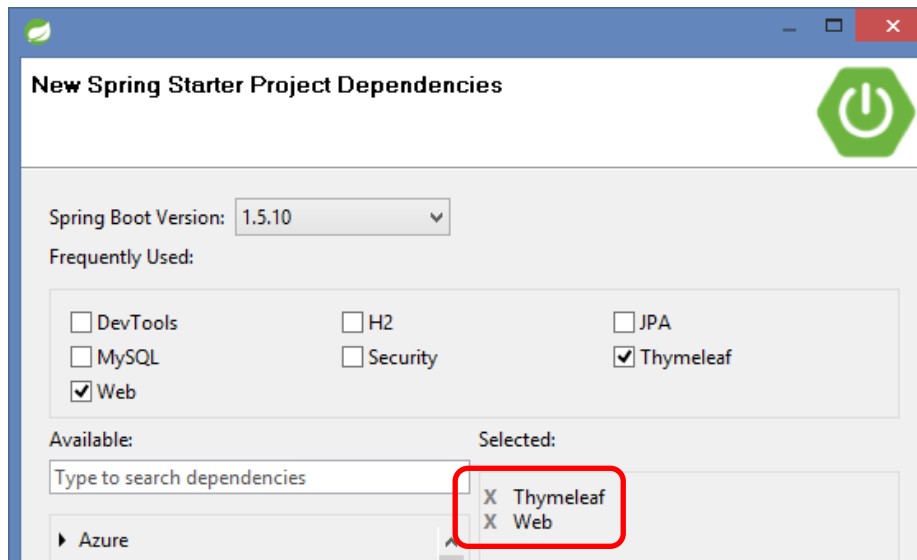 New Spring Starter Project Dependencies
Spring Boot Version: 1.5.10
Frequently Used:
DevTools H2 JPA
MySQL Security Thymeleaf
Web
Available: Selected:
Type to search dependencies
X Thymeleaf
X Web
Azure